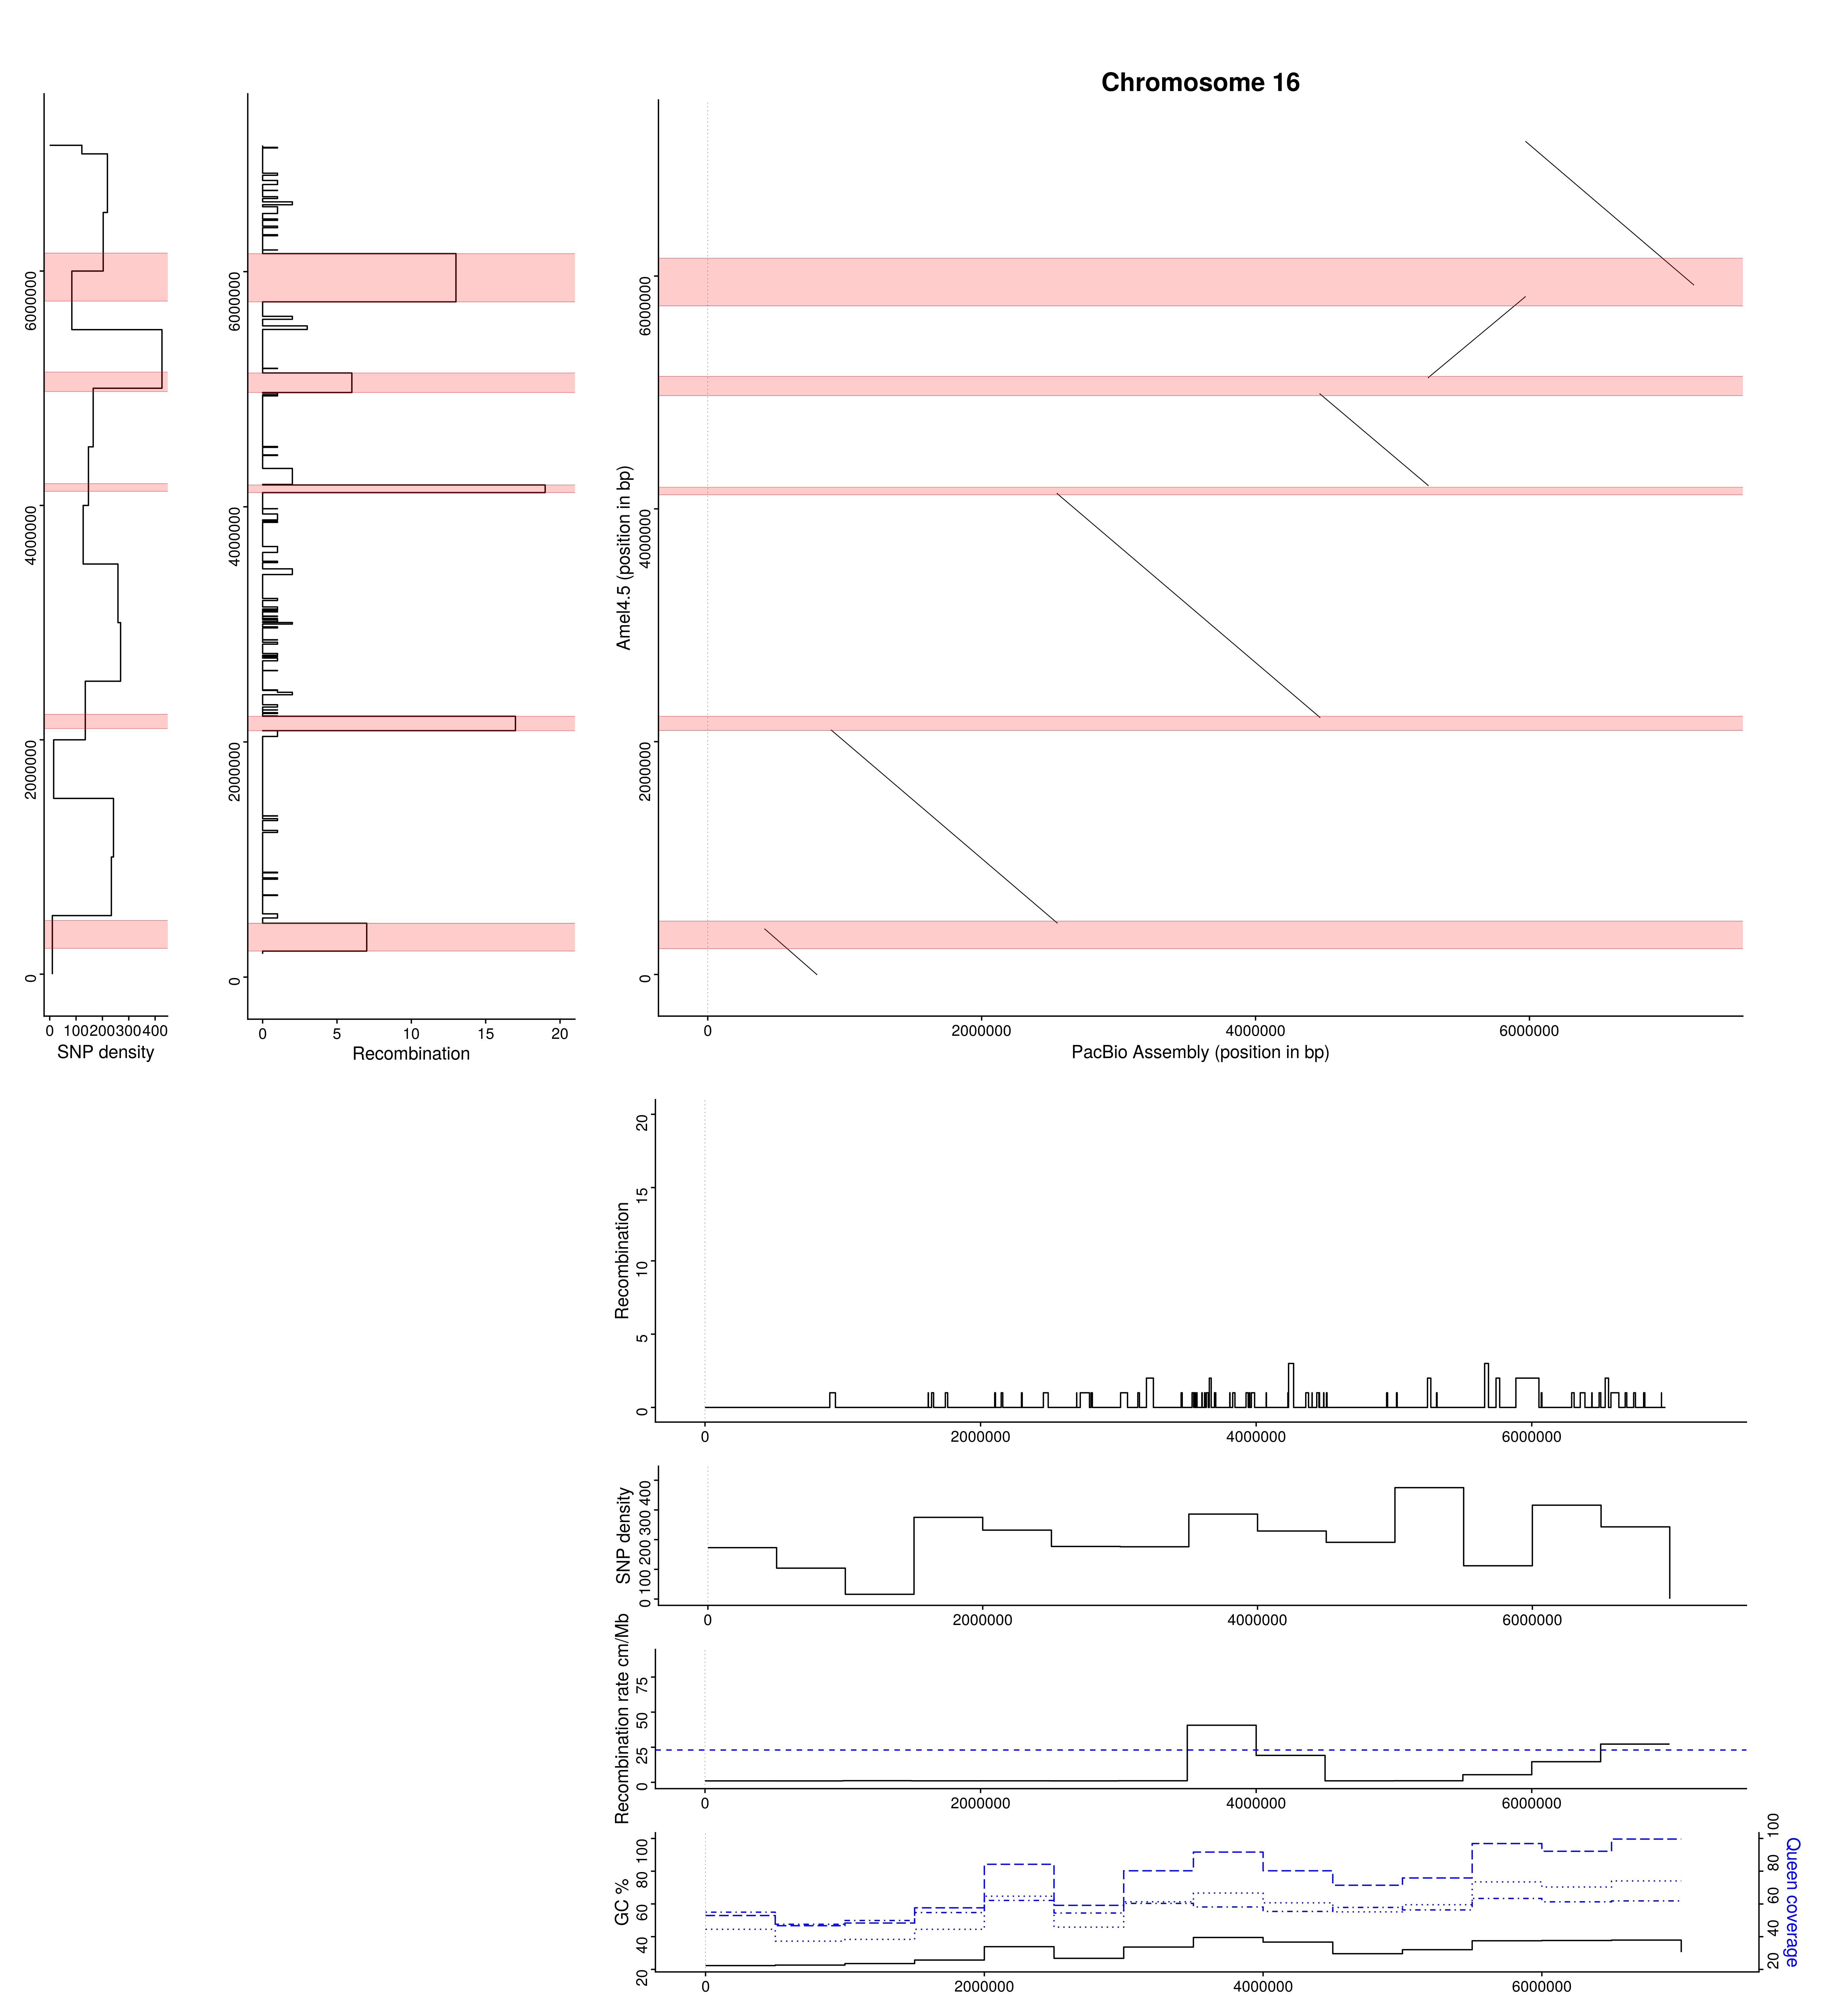 Chromosome 16
0 2000000 4000000 6000000
0 100200300400
SNP density
0 2000000 4000000 6000000
0 5 10 15 20
Recombination
Amel4.5 (position in bp)
0 2000000 4000000 6000000
0 2000000 4000000 6000000
PacBio Assembly (position in bp)
Recombination
0 5 10 15 20
0 2000000 4000000 6000000
SNP density
0 100 200 300 400
0 2000000 4000000 6000000
Recombination rate cm/Mb
0 25 50 75
0 2000000 4000000 6000000
GC %
20 40 60 80 100
0 2000000 4000000 6000000
20 40 60 80 100
Queen coverage